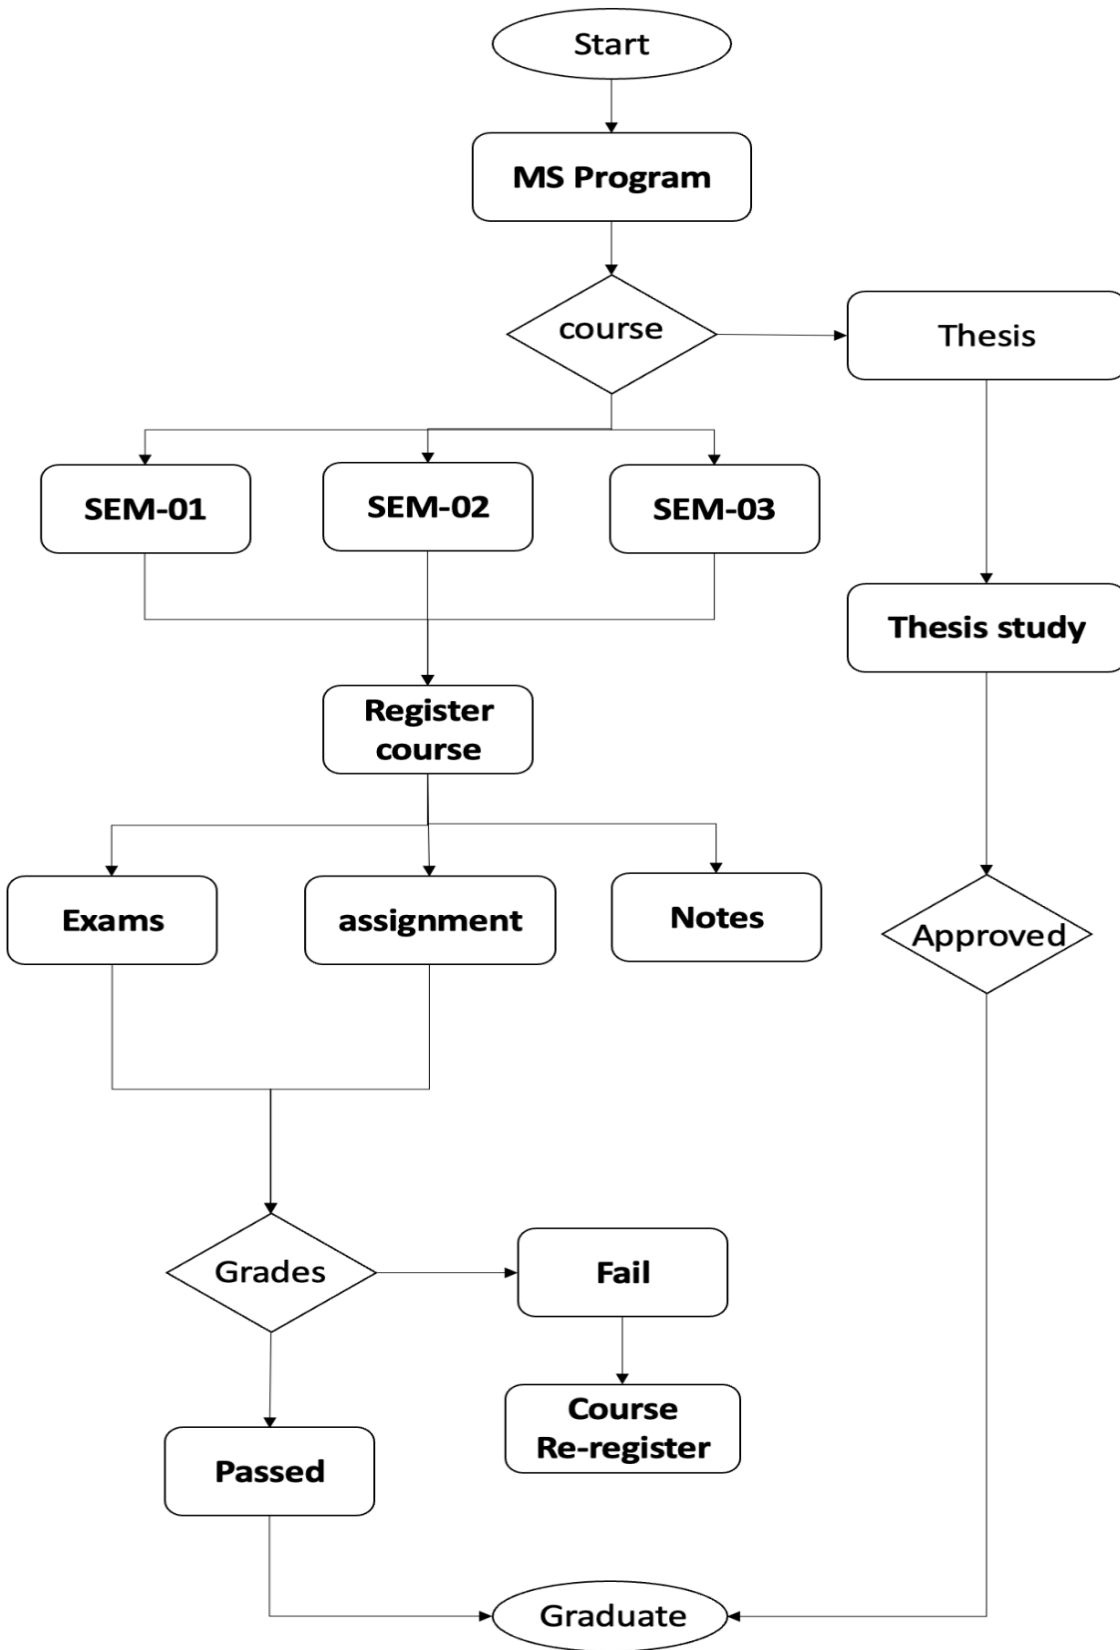 Start
MS Program
course
Thesis
SEM-01
SEM-02
SEM-03
Thesis study
Register
course
Exams
assignment
Notes
Approved
Grades
Fail
Course
Re-register
Passed
Graduate